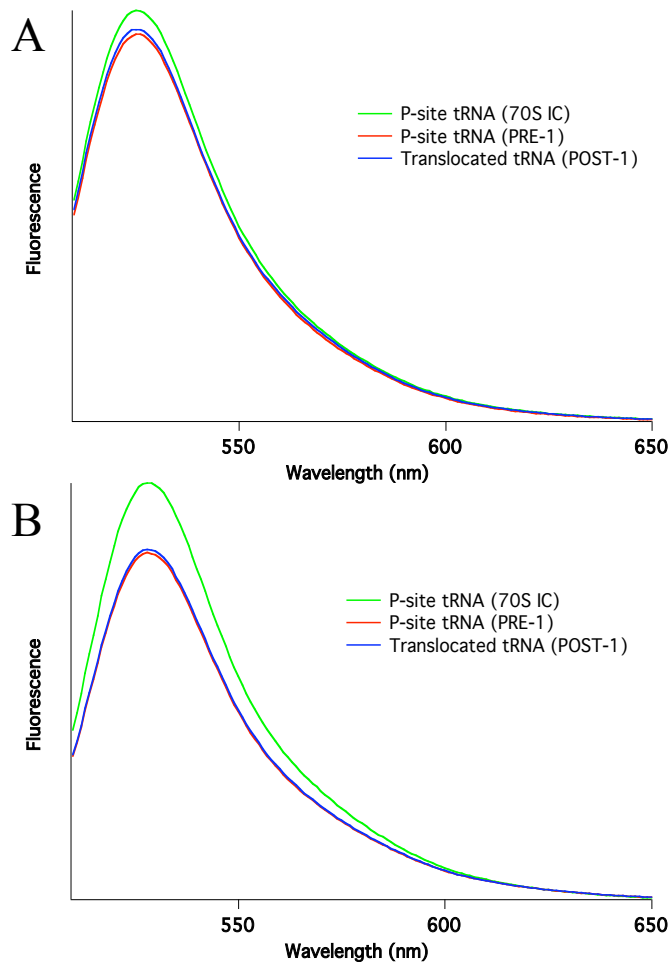 A
P-site tRNA (70S IC)
P-site tRNA (PRE-1)
Translocated tRNA (POST-1)
Fluorescence
550
600
650
Wavelength (nm)
B
P-site tRNA (70S IC)
P-site tRNA (PRE-1)
Translocated tRNA (POST-1)
Fluorescence
550
600
650
Wavelength (nm)